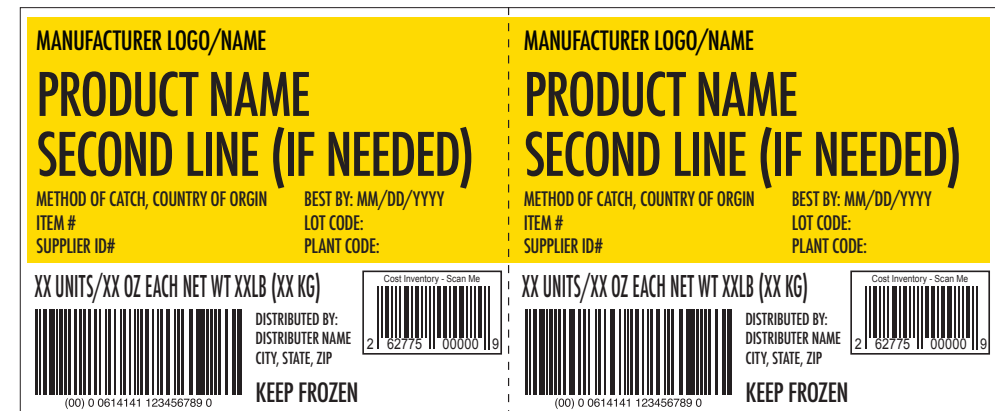 MANUFACTURER LOGO/NAME
PRODUCT NAME
SECOND LINE (IF NEEDED)
METHOD OF CATCH, COUNTRY OF ORGIN
ITEM #
SUPPLIER ID#
BEST BY: MM/DD/YYYY
LOT CODE:
PLANT CODE:
XX UNITS/XX OZ EACH NET WT XXLB (XX KG)
(00) 0 0614141 123456789 0
DISTRIBUTED BY:
DISTRIBUTER NAME
CITY, STATE, ZIP
KEEP FROZEN
Cost Inventory - Scan Me
2 62775 00000 9
MANUFACTURER LOGO/NAME
PRODUCT NAME
SECOND LINE (IF NEEDED)
METHOD OF CATCH, COUNTRY OF ORGIN
ITEM #
SUPPLIER ID#
BEST BY: MM/DD/YYYY
LOT CODE:
PLANT CODE:
XX UNITS/XX OZ EACH NET WT XXLB (XX KG)
(00) 0 0614141 123456789 0
DISTRIBUTED BY:
DISTRIBUTER NAME
CITY, STATE, ZIP
KEEP FROZEN
Cost Inventory - Scan Me
2 62775 00000 9